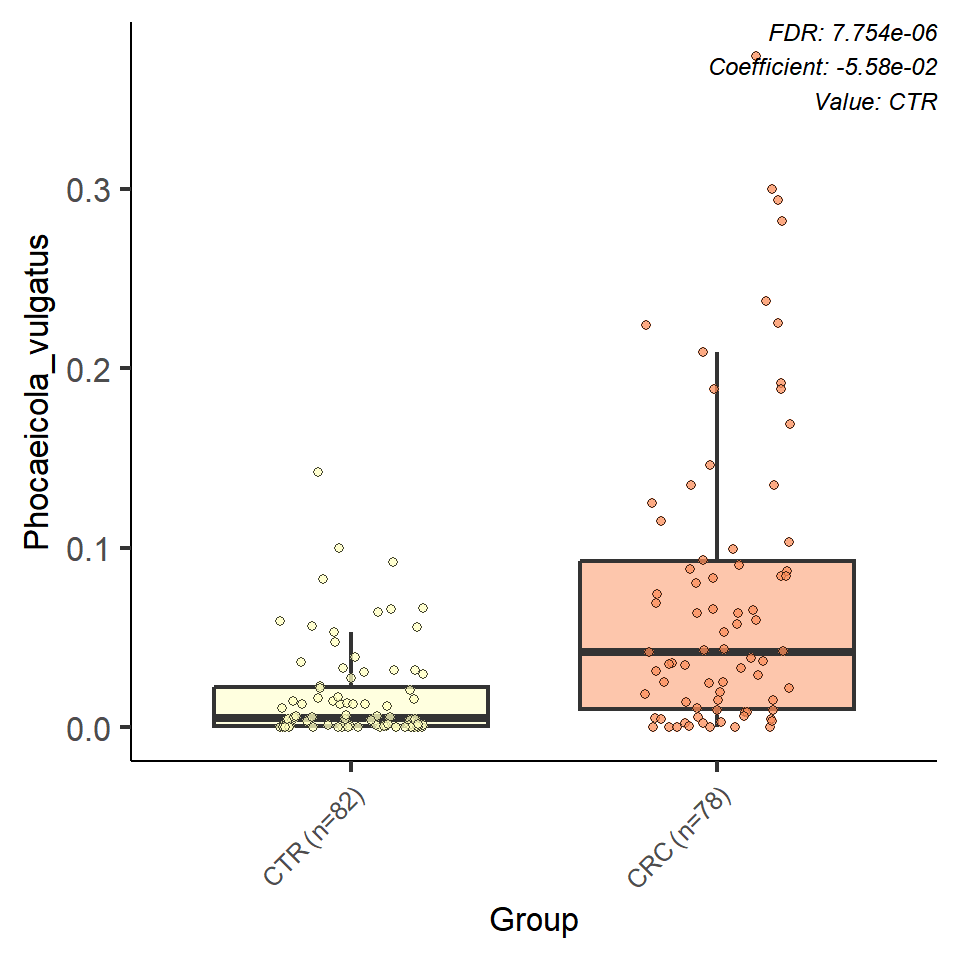 FDR: 7.754e-06
Coefficient: -5.58e-02
Value: CTR
Phocaeicola_vulgatus
0.3
0.2
0.1
0.0
CTR (n=82)
CRC (n=78)
Group